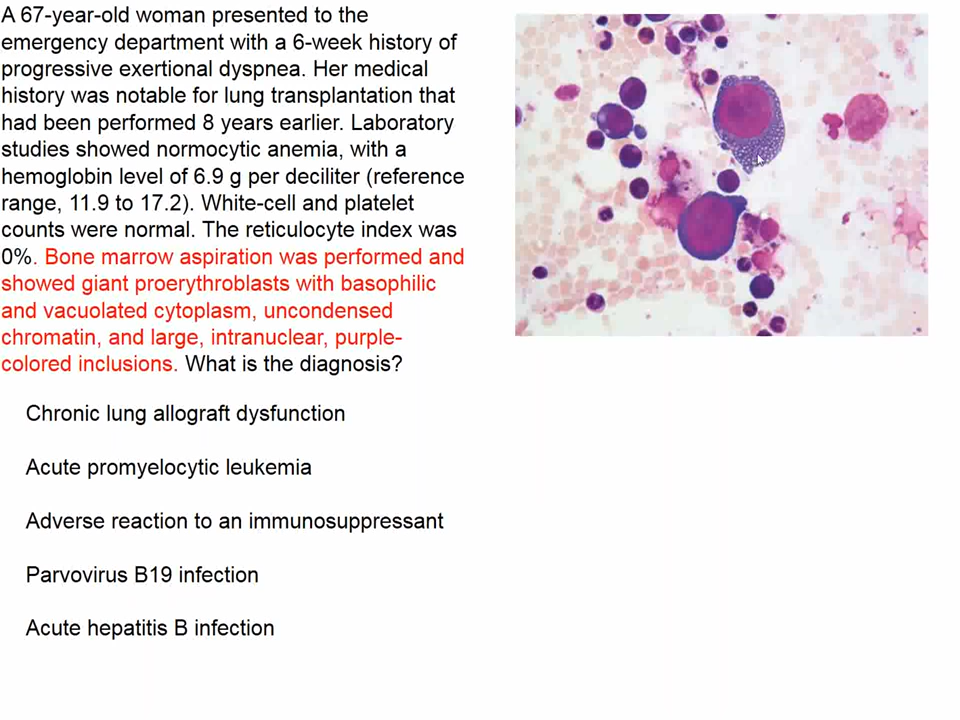 A 67-year-old woman presented to the
emergency department with a 6-week history of
progressive exertional dyspnea. Her medical
history was notable for lung transplantation that
had been performed 8 years earlier. Laboratory
studies showed normocytic anemia, with a
hemoglobin level of 6.9 g per deciliter (reference
range, 11.9 to 17.2). White-cell and platelet
counts were normal. The reticulocyte index was
0%. Bone marrow aspiration was performed and
showed giant proerythroblasts with basophilic
and vacuolated cytoplasm, uncondensed
chromatin, and large, intranuclear, purple-
colored inclusions. What is the diagnosis?
Chronic lung allograft dysfunction
Acute promyelocytic leukemia
Adverse reaction to an immunosuppressant
Parvovirus B19 infection
Acute hepatitis B infection